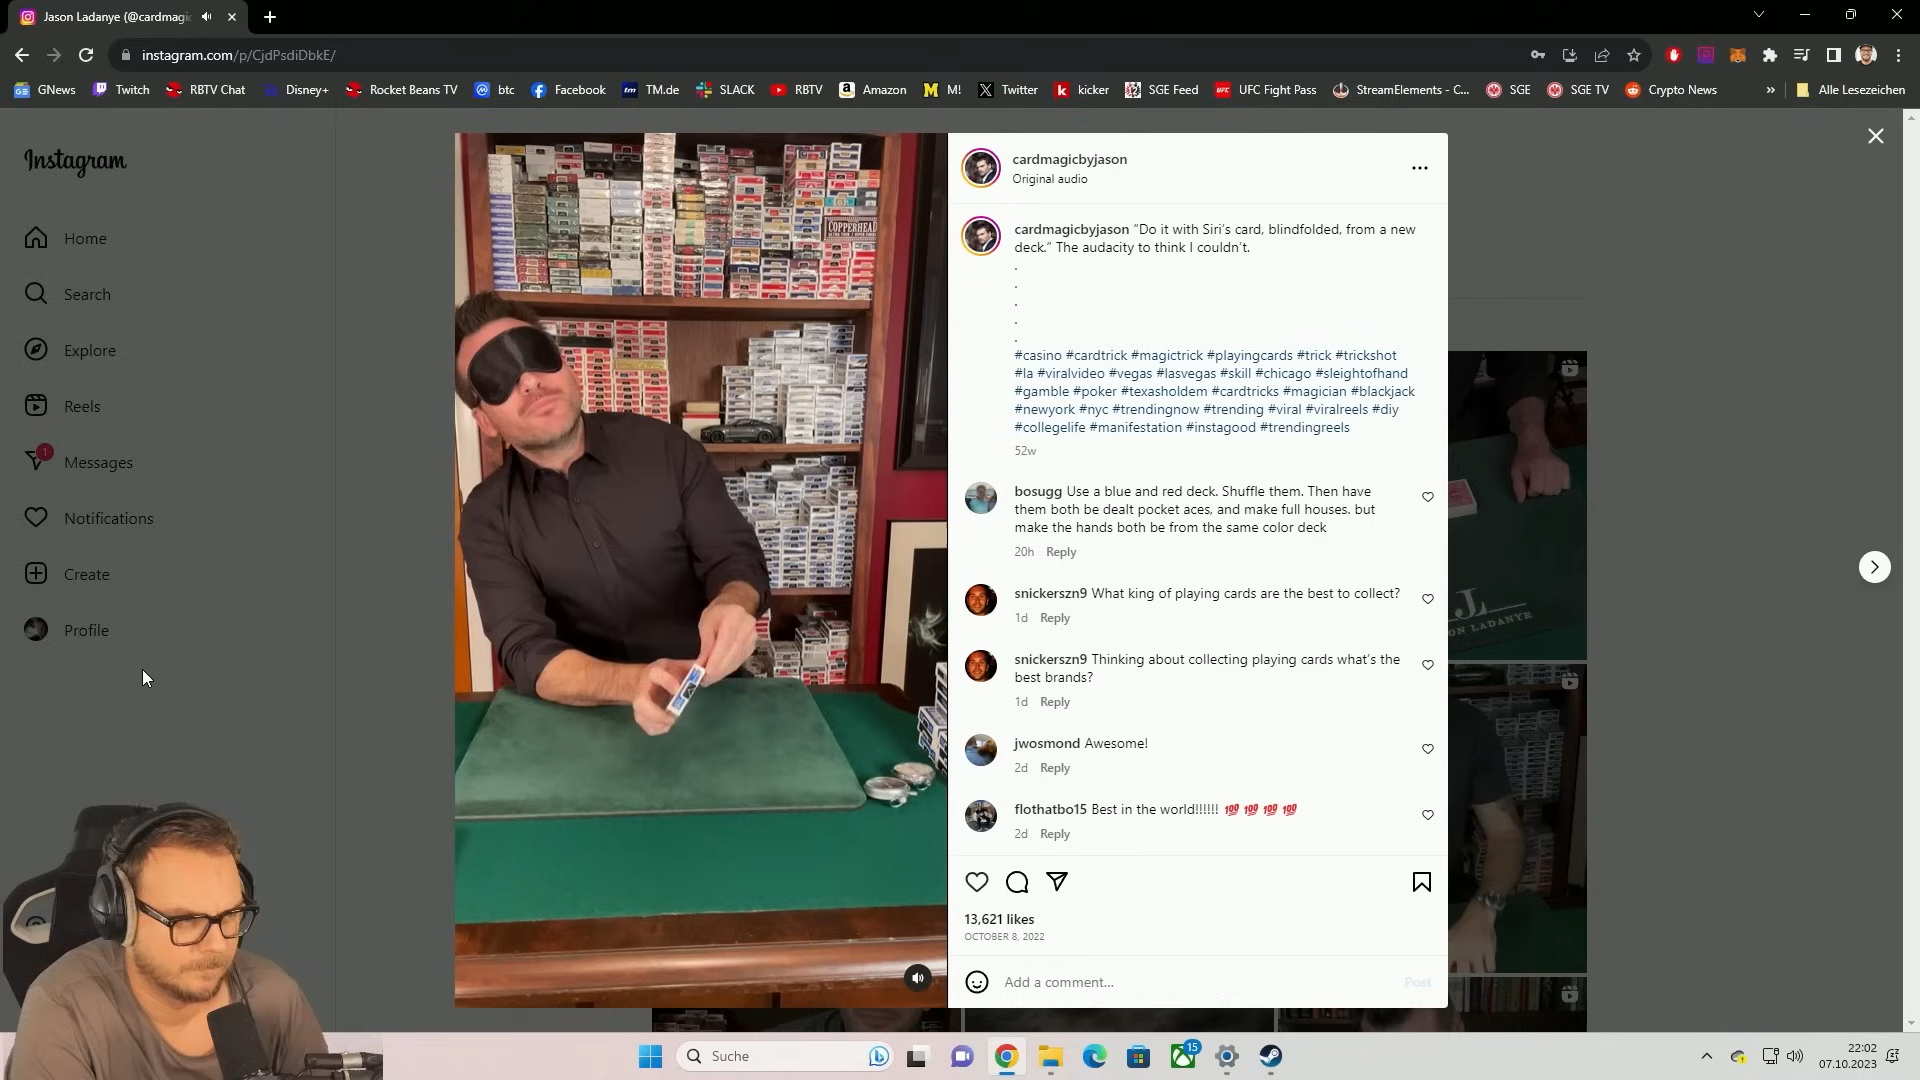 Jason Ladanye (@cardmagic
instagram.com/p/CjdPsdiDbkE/
GNews Twitch RBTV Chat Disney+ Rocket Beans TV btc Facebook TM.de SLACK RBTV Amazon M! Twitter kicker SGE Feed UFC Fight Pass StreamElements - C... SGE SGE TV Crypto News » Alle Lesezeichen
Instagram
Home
Search
Explore
Reels
1
Messages
Notifications
Create
Profile
COPPERHEAD
cardmagicbyjason
Original audio
cardmagicbyjason “Do it with Siri’s card, blindfolded, from a new
deck.” The audacity to think I couldn’t.
.
.
.
.
.
#casino #cardtrick #magictrick #playingcards #trick #trickshot
#la #viralvideo #vegas #lasvegas #skill #chicago #sleightofhand
#gamble #poker #texasholdem #cardtricks #magician #blackjack
#newyork #nyc #trendingnow #trending #viral #viralreels #diy
#collegelife #manifestation #instagood #trendingreels
52w
bosugg Use a blue and red deck. Shuffle them. Then have
them both be dealt pocket aces, and make full houses. but
make the hands both be from the same color deck
20h Reply
snickerszn9 What king of playing cards are the best to collect?
1d Reply
snickerszn9 Thinking about collecting playing cards what’s the
best brands?
1d Reply
jwosmond Awesome!
2d Reply
flothatbo15 Best in the world!!!!!! 💯 💯 💯 💯
2d Reply
13,621 likes
OCTOBER 8, 2022
Add a comment...
Post
J.L
ON LADANYE
Suche
15
22:02
07.10.2023